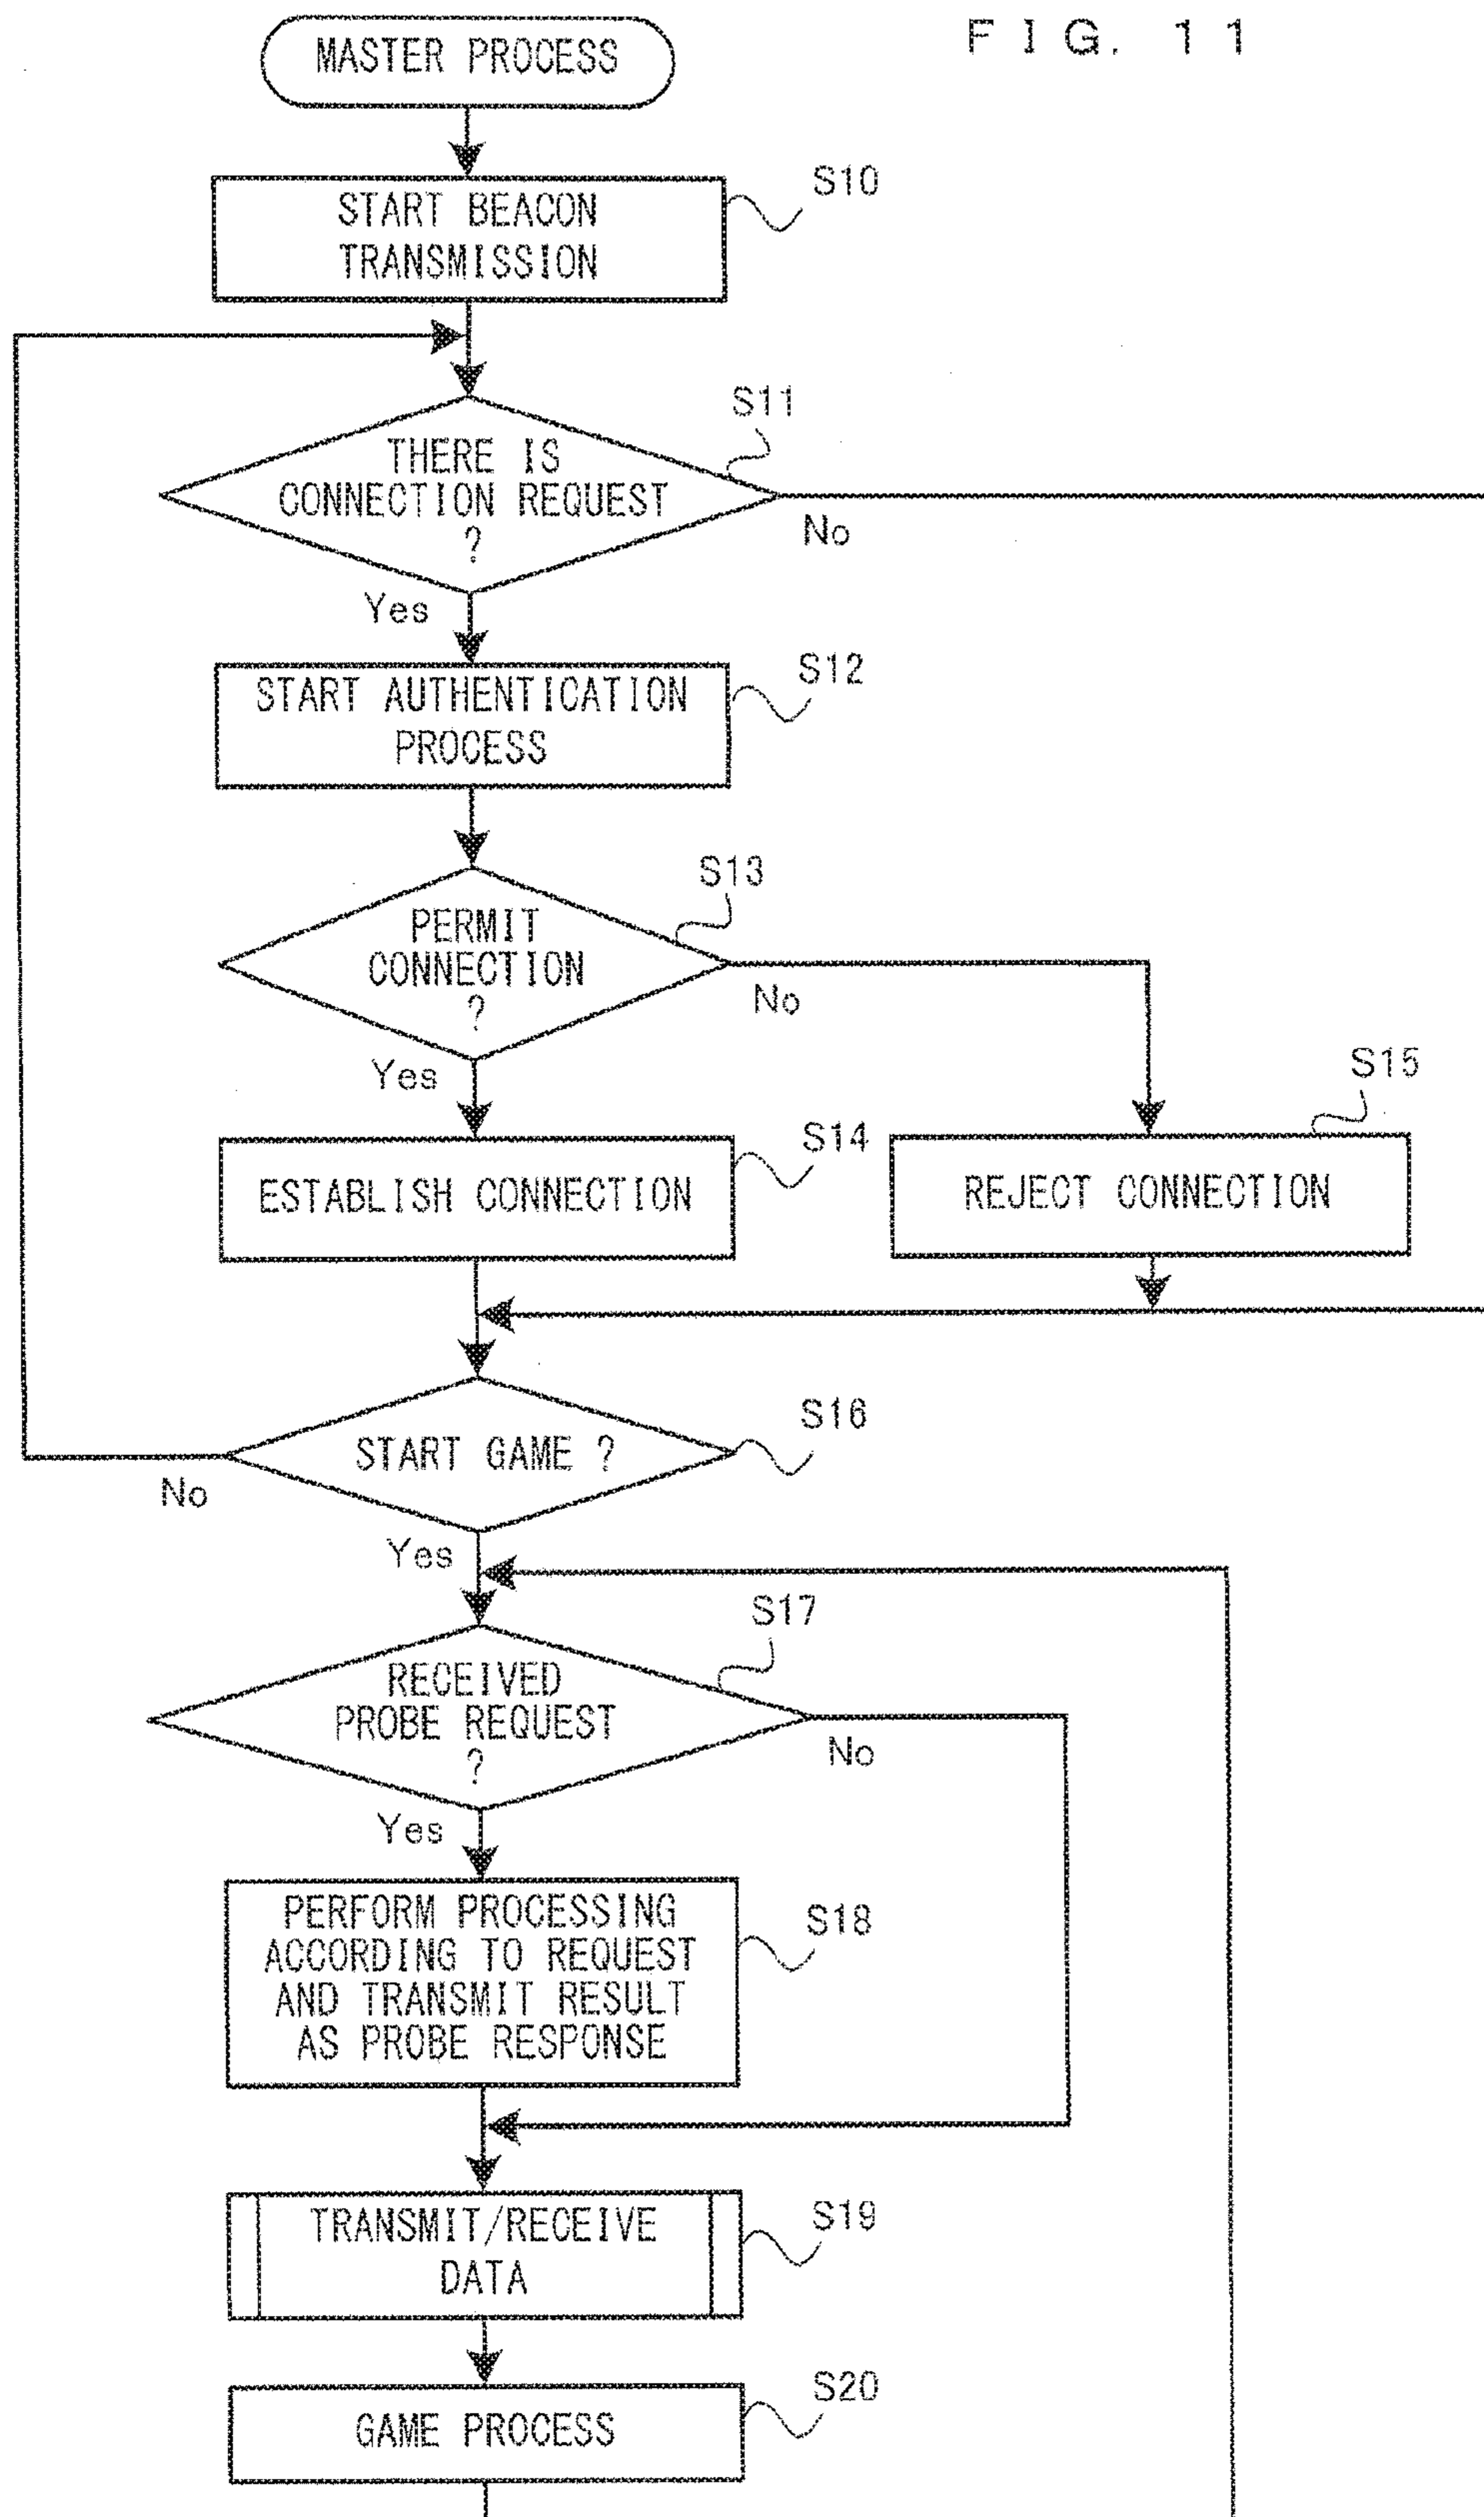 FIG. 11
MASTER PROCESS
S10
START BEACON
TRANSMISSION
S11
THERE IS
CONNECTION REQUEST
?
No
Yes
S12
START AUTHENTICATION
PROCESS
S13
PERMIT
CONNECTION
?
No
Yes
S14
ESTABLISH CONNECTION
S15
REJECT CONNECTION
S16
START GAME ?
No
Yes
S17
RECEIVED
PROBE REQUEST
?
No
Yes
S18
PERFORM PROCESSING
ACCORDING TO REQUEST
AND TRANSMIT RESULT
AS PROBE RESPONSE
S19
TRANSMIT/RECEIVE
DATA
S20
GAME PROCESS